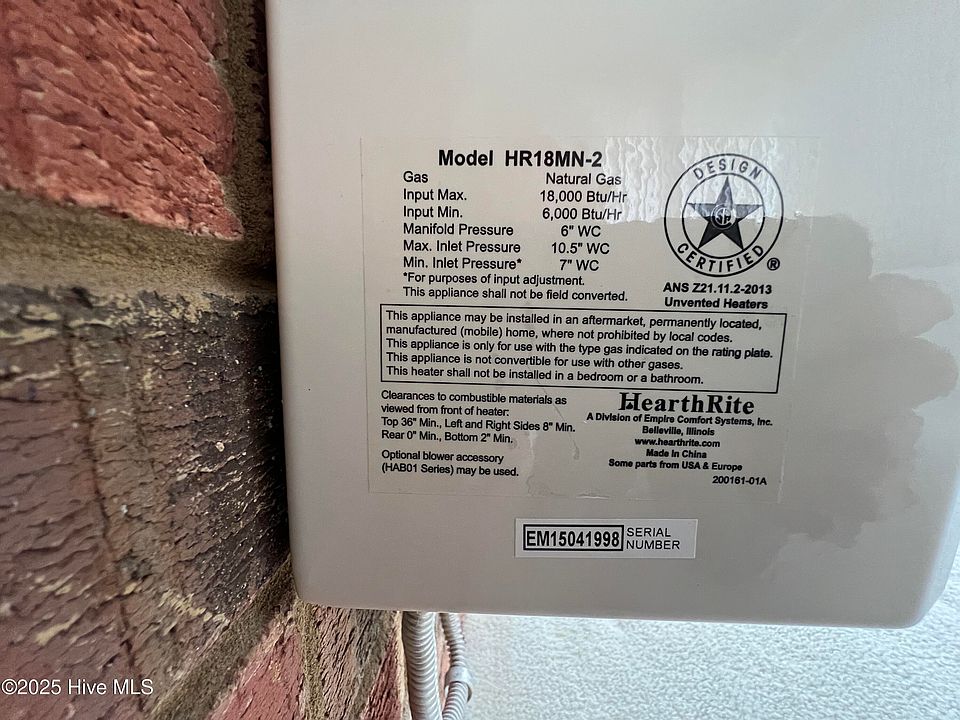 Model HR18MN-2
Gas Natural Gas
Input Max. 18,000 Btu/Hr
Input Min. 6,000 Btu/Hr
Manifold Pressure 6" WC
Max. Inlet Pressure 10.5" WC
Min. Inlet Pressure* 7" WC
*For purposes of input adjustment.
This appliance shall not be field converted.
DESIGN
CERTIFIED
®
ANS Z21.11.2-2013
Unvented Heaters
This appliance may be installed in an aftermarket, permanently located,
manufactured (mobile) home, where not prohibited by local codes.
This appliance is only for use with the type gas indicated on the rating plate.
This appliance is not convertible for use with other gases.
This heater shall not be installed in a bedroom or a bathroom.
Clearances to combustible materials as
viewed from front of heater:
Top 36" Min., Left and Right Sides 8" Min.
Rear 0" Min., Bottom 2" Min.
Optional blower accessory
(HAB01 Series) may be used.
HearthRite
A Division of Empire Comfort Systems, Inc.
Belleville, Illinois
www.hearthrite.com
Made in China
Some parts from USA & Europe
200161-01A
EM15041998 SERIAL
NUMBER
©2025 Hive MLS